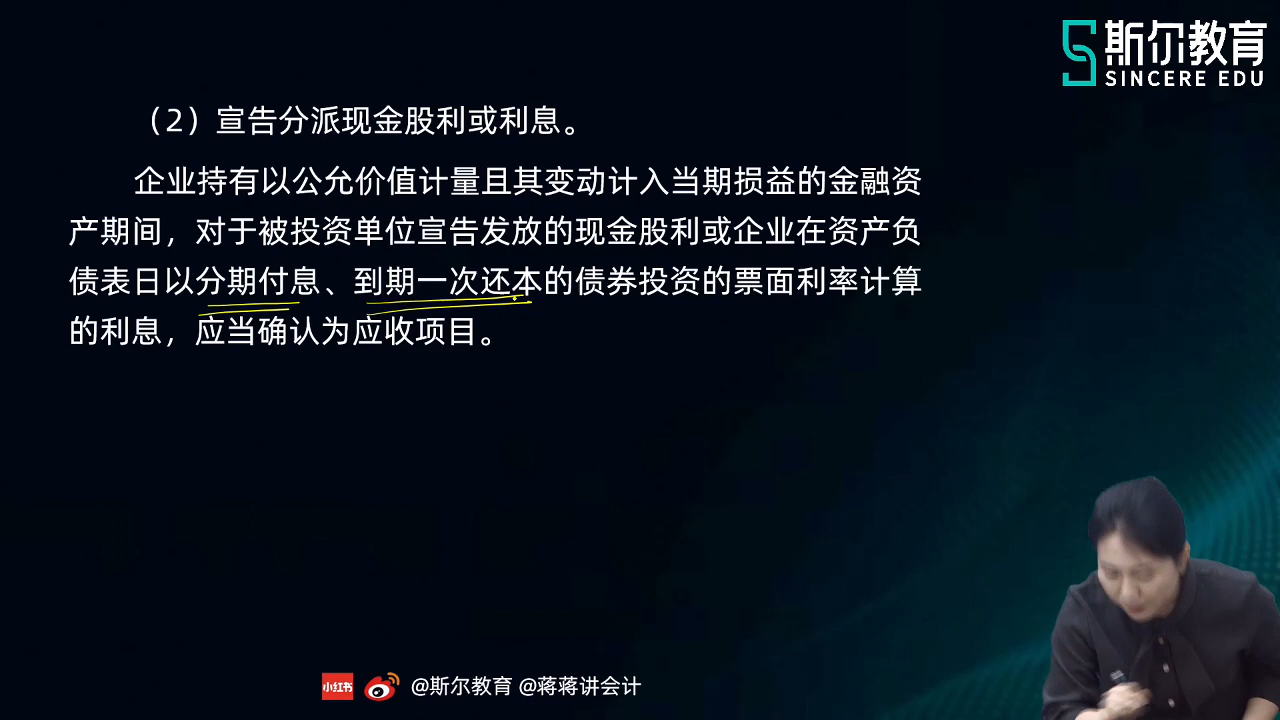 斯尔教育
SINCERE EDU
（2）宣告分派现金股利或利息。
企业持有以公允价值计量且其变动计入当期损益的金融资
产期间，对于被投资单位宣告发放的现金股利或企业在资产负
债表日以分期付息、到期一次还本的债券投资的票面利率计算
的利息，应当确认为应收项目。
小红书 @斯尔教育 @蒋蒋讲会计